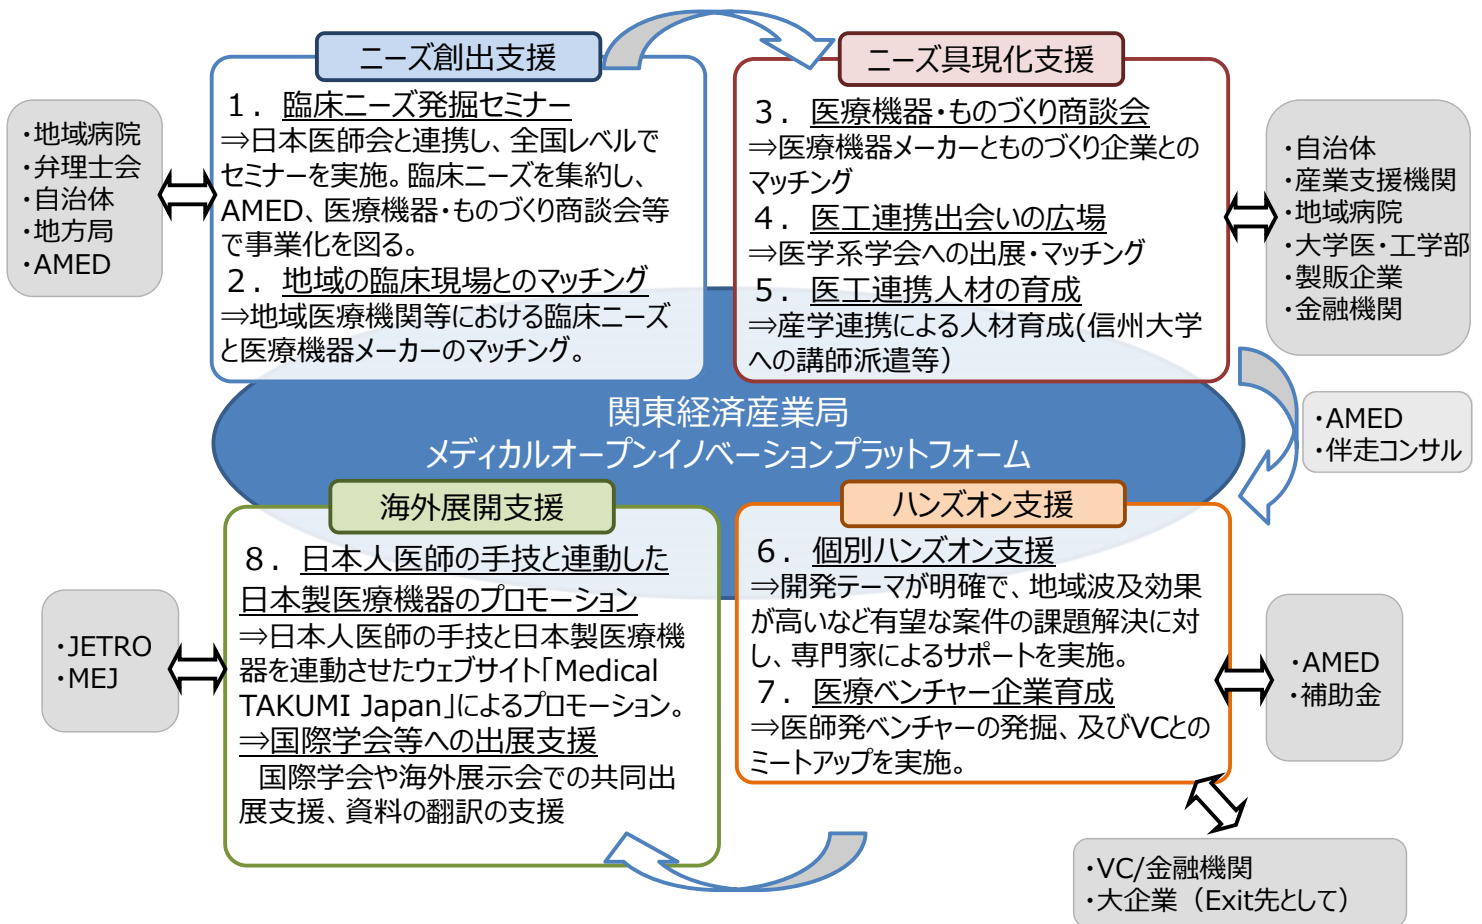 ニーズ創出支援
1. 臨床ニーズ発掘セミナー
⇒日本医師会と連携し、全国レベルで
セミナーを実施。臨床ニーズを集約し、
AMED、医療機器・ものづくり商談会等
で事業化を図る。
2. 地域の臨床現場とのマッチング
⇒地域医療機関等における臨床ニーズ
と医療機器メーカーのマッチング。
・地域病院
・弁理士会
・自治体
・地方局
・AMED
ニーズ具現化支援
3. 医療機器・ものづくり商談会
⇒医療機器メーカーとものづくり企業との
マッチング
4. 医工連携出会いの広場
⇒医学系学会への出展・マッチング
5. 医工連携人材の育成
⇒産学連携による人材育成(信州大学
への講師派遣等）
・自治体
・産業支援機関
・地域病院
・大学医・工学部
・製販企業
・金融機関
関東経済産業局
メディカルオープンイノベーションプラットフォーム
・AMED
・伴走コンサル
ハンズオン支援
6. 個別ハンズオン支援
⇒開発テーマが明確で、地域波及効果
が高いなど有望な案件の課題解決に対
し、専門家によるサポートを実施。
7. 医療ベンチャー企業育成
⇒医師発ベンチャーの発掘、及びVCとの
ミートアップを実施。
・AMED
・補助金
・VC/金融機関
・大企業（Exit先として）
海外展開支援
8. 日本人医師の手技と連動した
日本製医療機器のプロモーション
⇒日本人医師の手技と日本製医療機
器を連動させたウェブサイト「Medical
TAKUMI Japan」によるプロモーション。
⇒国際学会等への出展支援
国際学会や海外展示会での共同出
展支援、資料の翻訳の支援
・JETRO
・MEJ